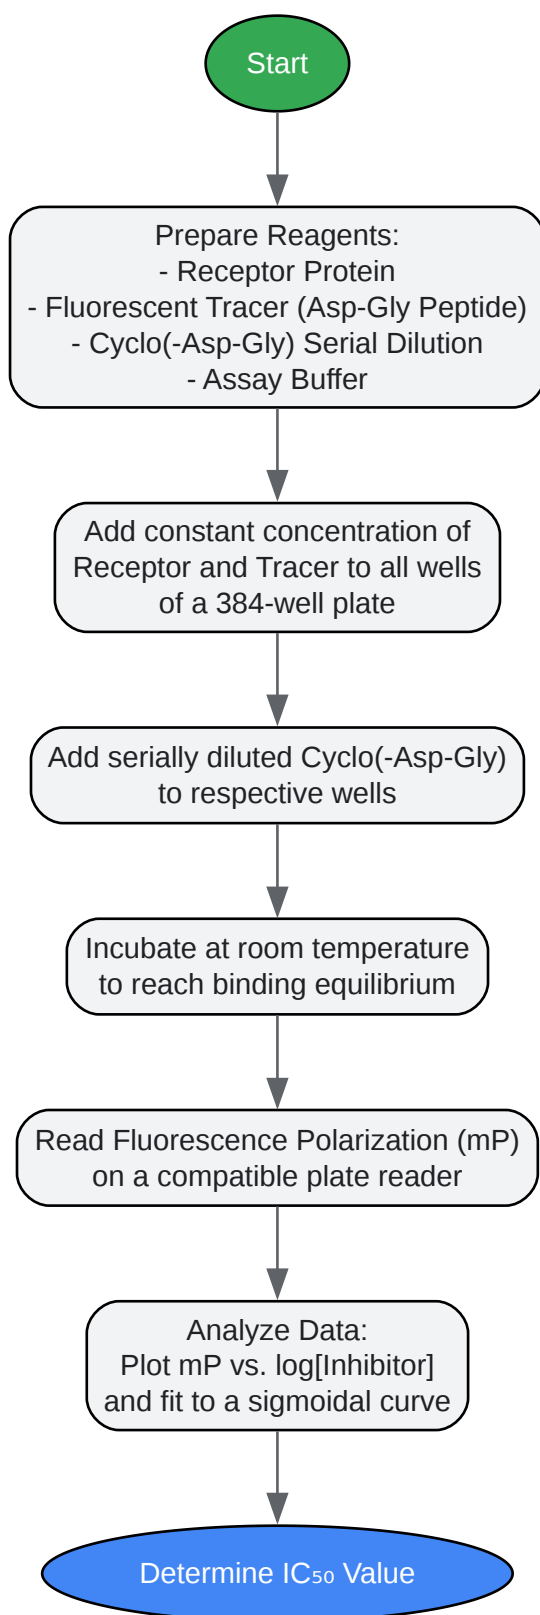 Start
Prepare Reagents:
- Receptor Protein
- Fluorescent Tracer (Asp-Gly Peptide)
- Cyclo(-Asp-Gly) Serial Dilution
- Assay Buffer
Add constant concentration of
Receptor and Tracer to all wells
of a 384-well plate
Add serially diluted Cyclo(-Asp-Gly)
to respective wells
Incubate at room temperature
to reach binding equilibrium
Read Fluorescence Polarization (mP)
on a compatible plate reader
Analyze Data:
Plot mP vs. log[Inhibitor]
and fit to a sigmoidal curve
Determine IC₅₀ Value